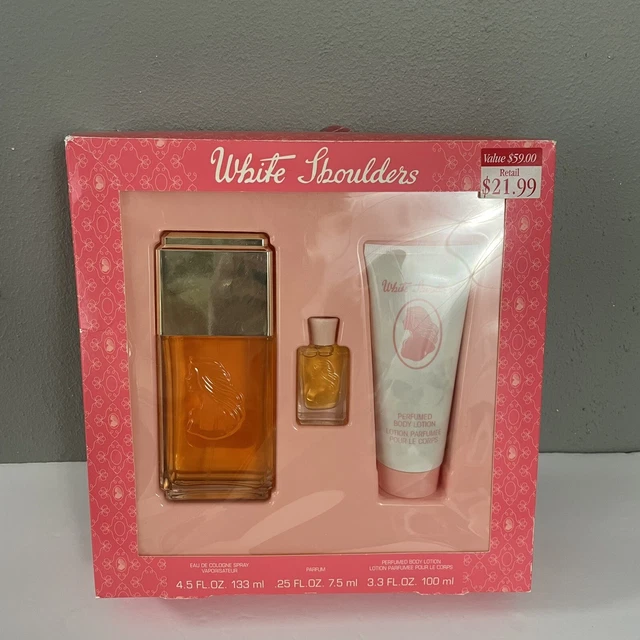 White Shoulders
Value $59.00
Retail
$21.99
White Shoulders
PERFUMED
BODY LOTION
LOTION PARFUMÉE
POUR LE CORPS
EAU DE COLOGNE SPRAY
VAPORISATEUR
4.5 FL.OZ. 133 ml
PARFUM
.25 FL.OZ. 7.5 ml
PERFUMED BODY LOTION
LOTION PARFUMÉE POUR LE CORPS
3.3 FL.OZ. 100 ml